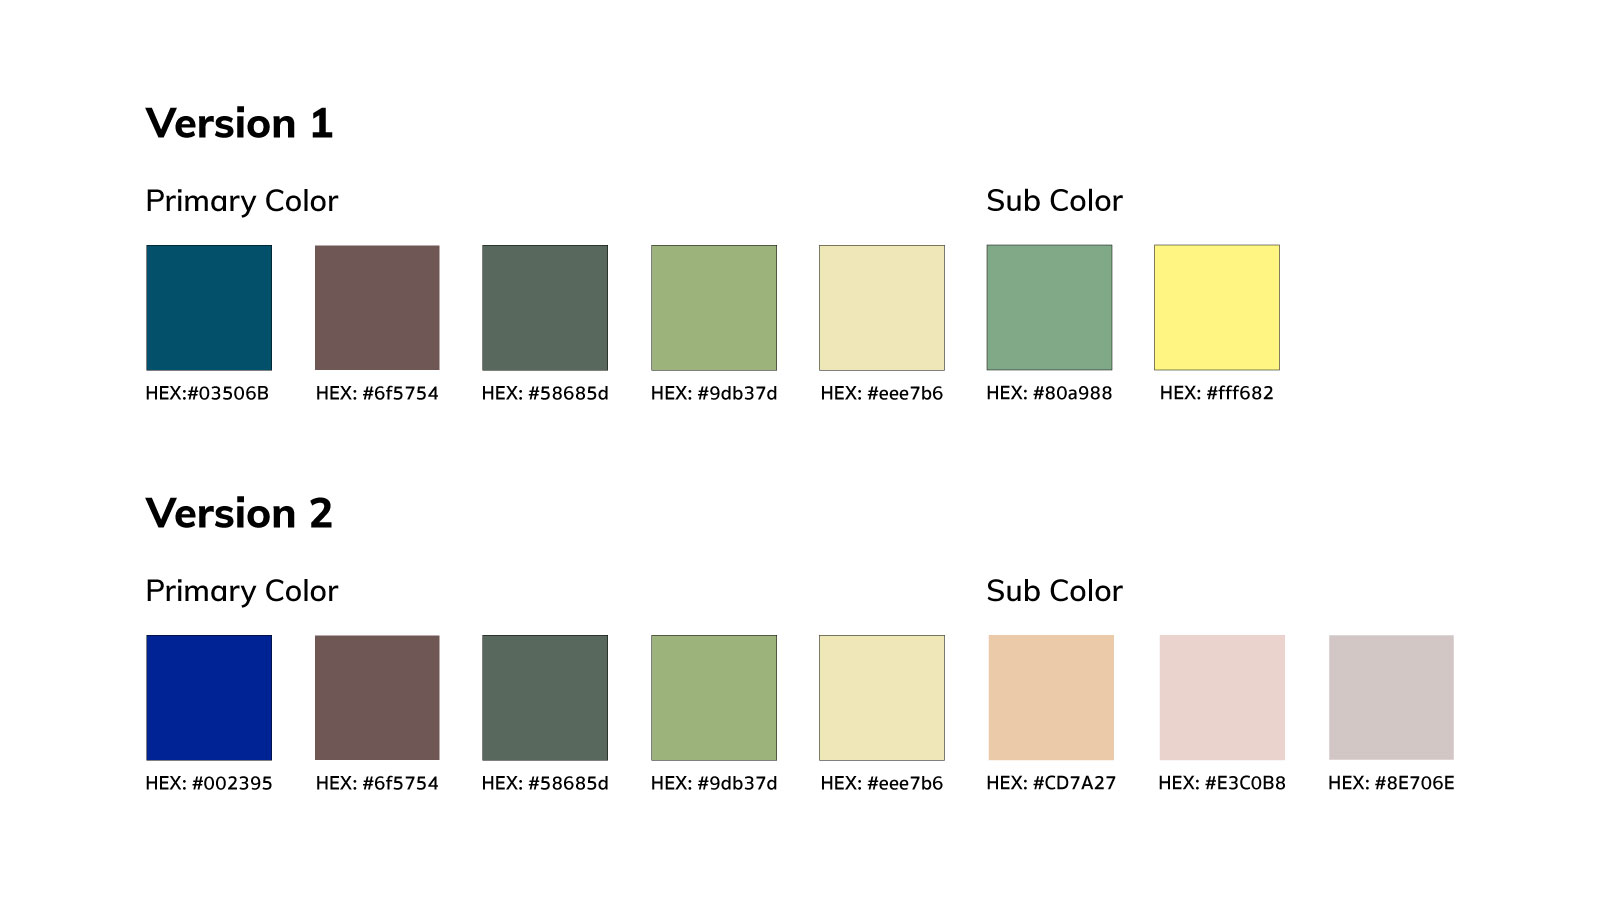 Version 1
Primary Color
Sub Color
HEX:#03506B
HEX: #6f5754
HEX: #58685d
HEX: #9db37d
HEX: #eee7b6
HEX: #80a988
HEX: #fff682
Version 2
Primary Color
Sub Color
HEX: #002395
HEX: #6f5754
HEX: #58685d
HEX: #9db37d
HEX: #eee7b6
HEX: #CD7A27
HEX: #E3C0B8
HEX: #8E706E